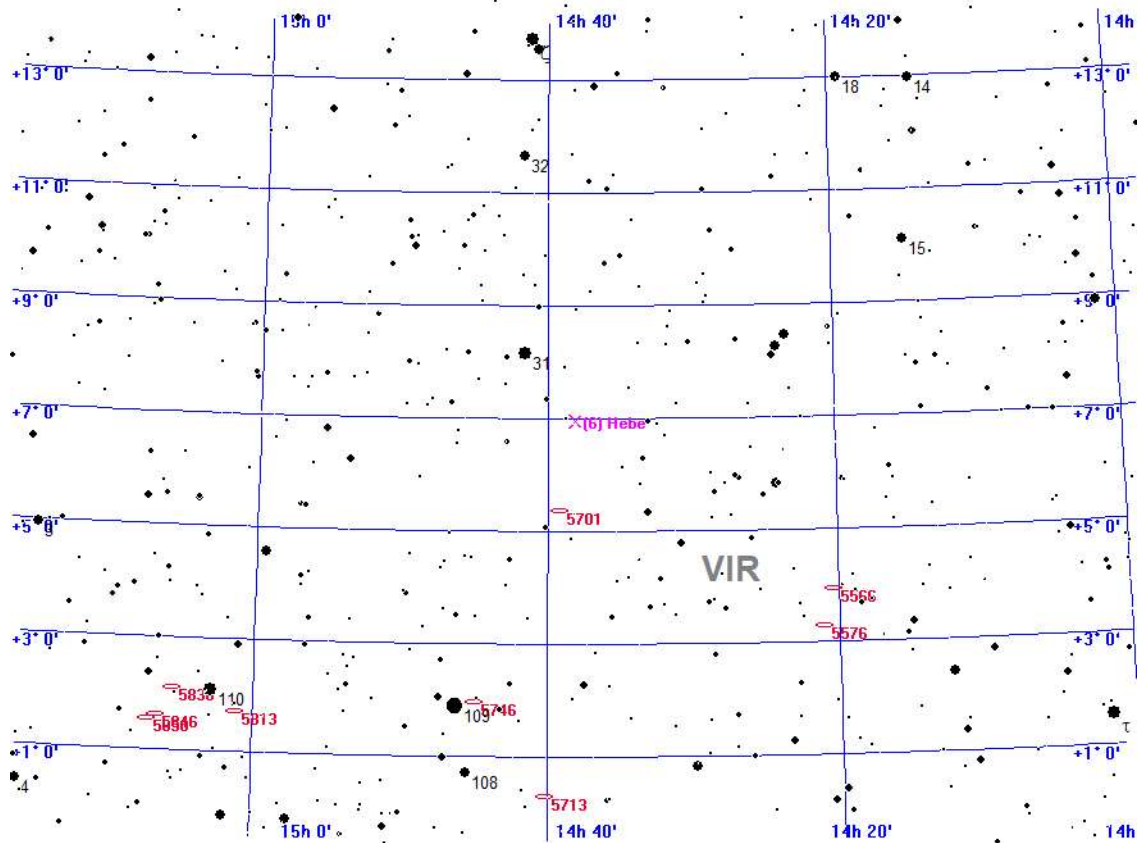 15h 0' 14h 40' 14h 20' 14h
+13° 0' +13° 0'
18 14
32
+11° 0' +11° 0'
15
+9° 0' +9° 0'
31
+7° 0' +7° 0'
(6) Hebe
5701
+5° 0' +5° 0'
VIR
5566
5576
+3° 0' +3° 0'
5838 110 5813 109 5746
5846
τ
+1° 0' +1° 0'
4 108
5713
15h 0' 14h 40' 14h 20' 14h